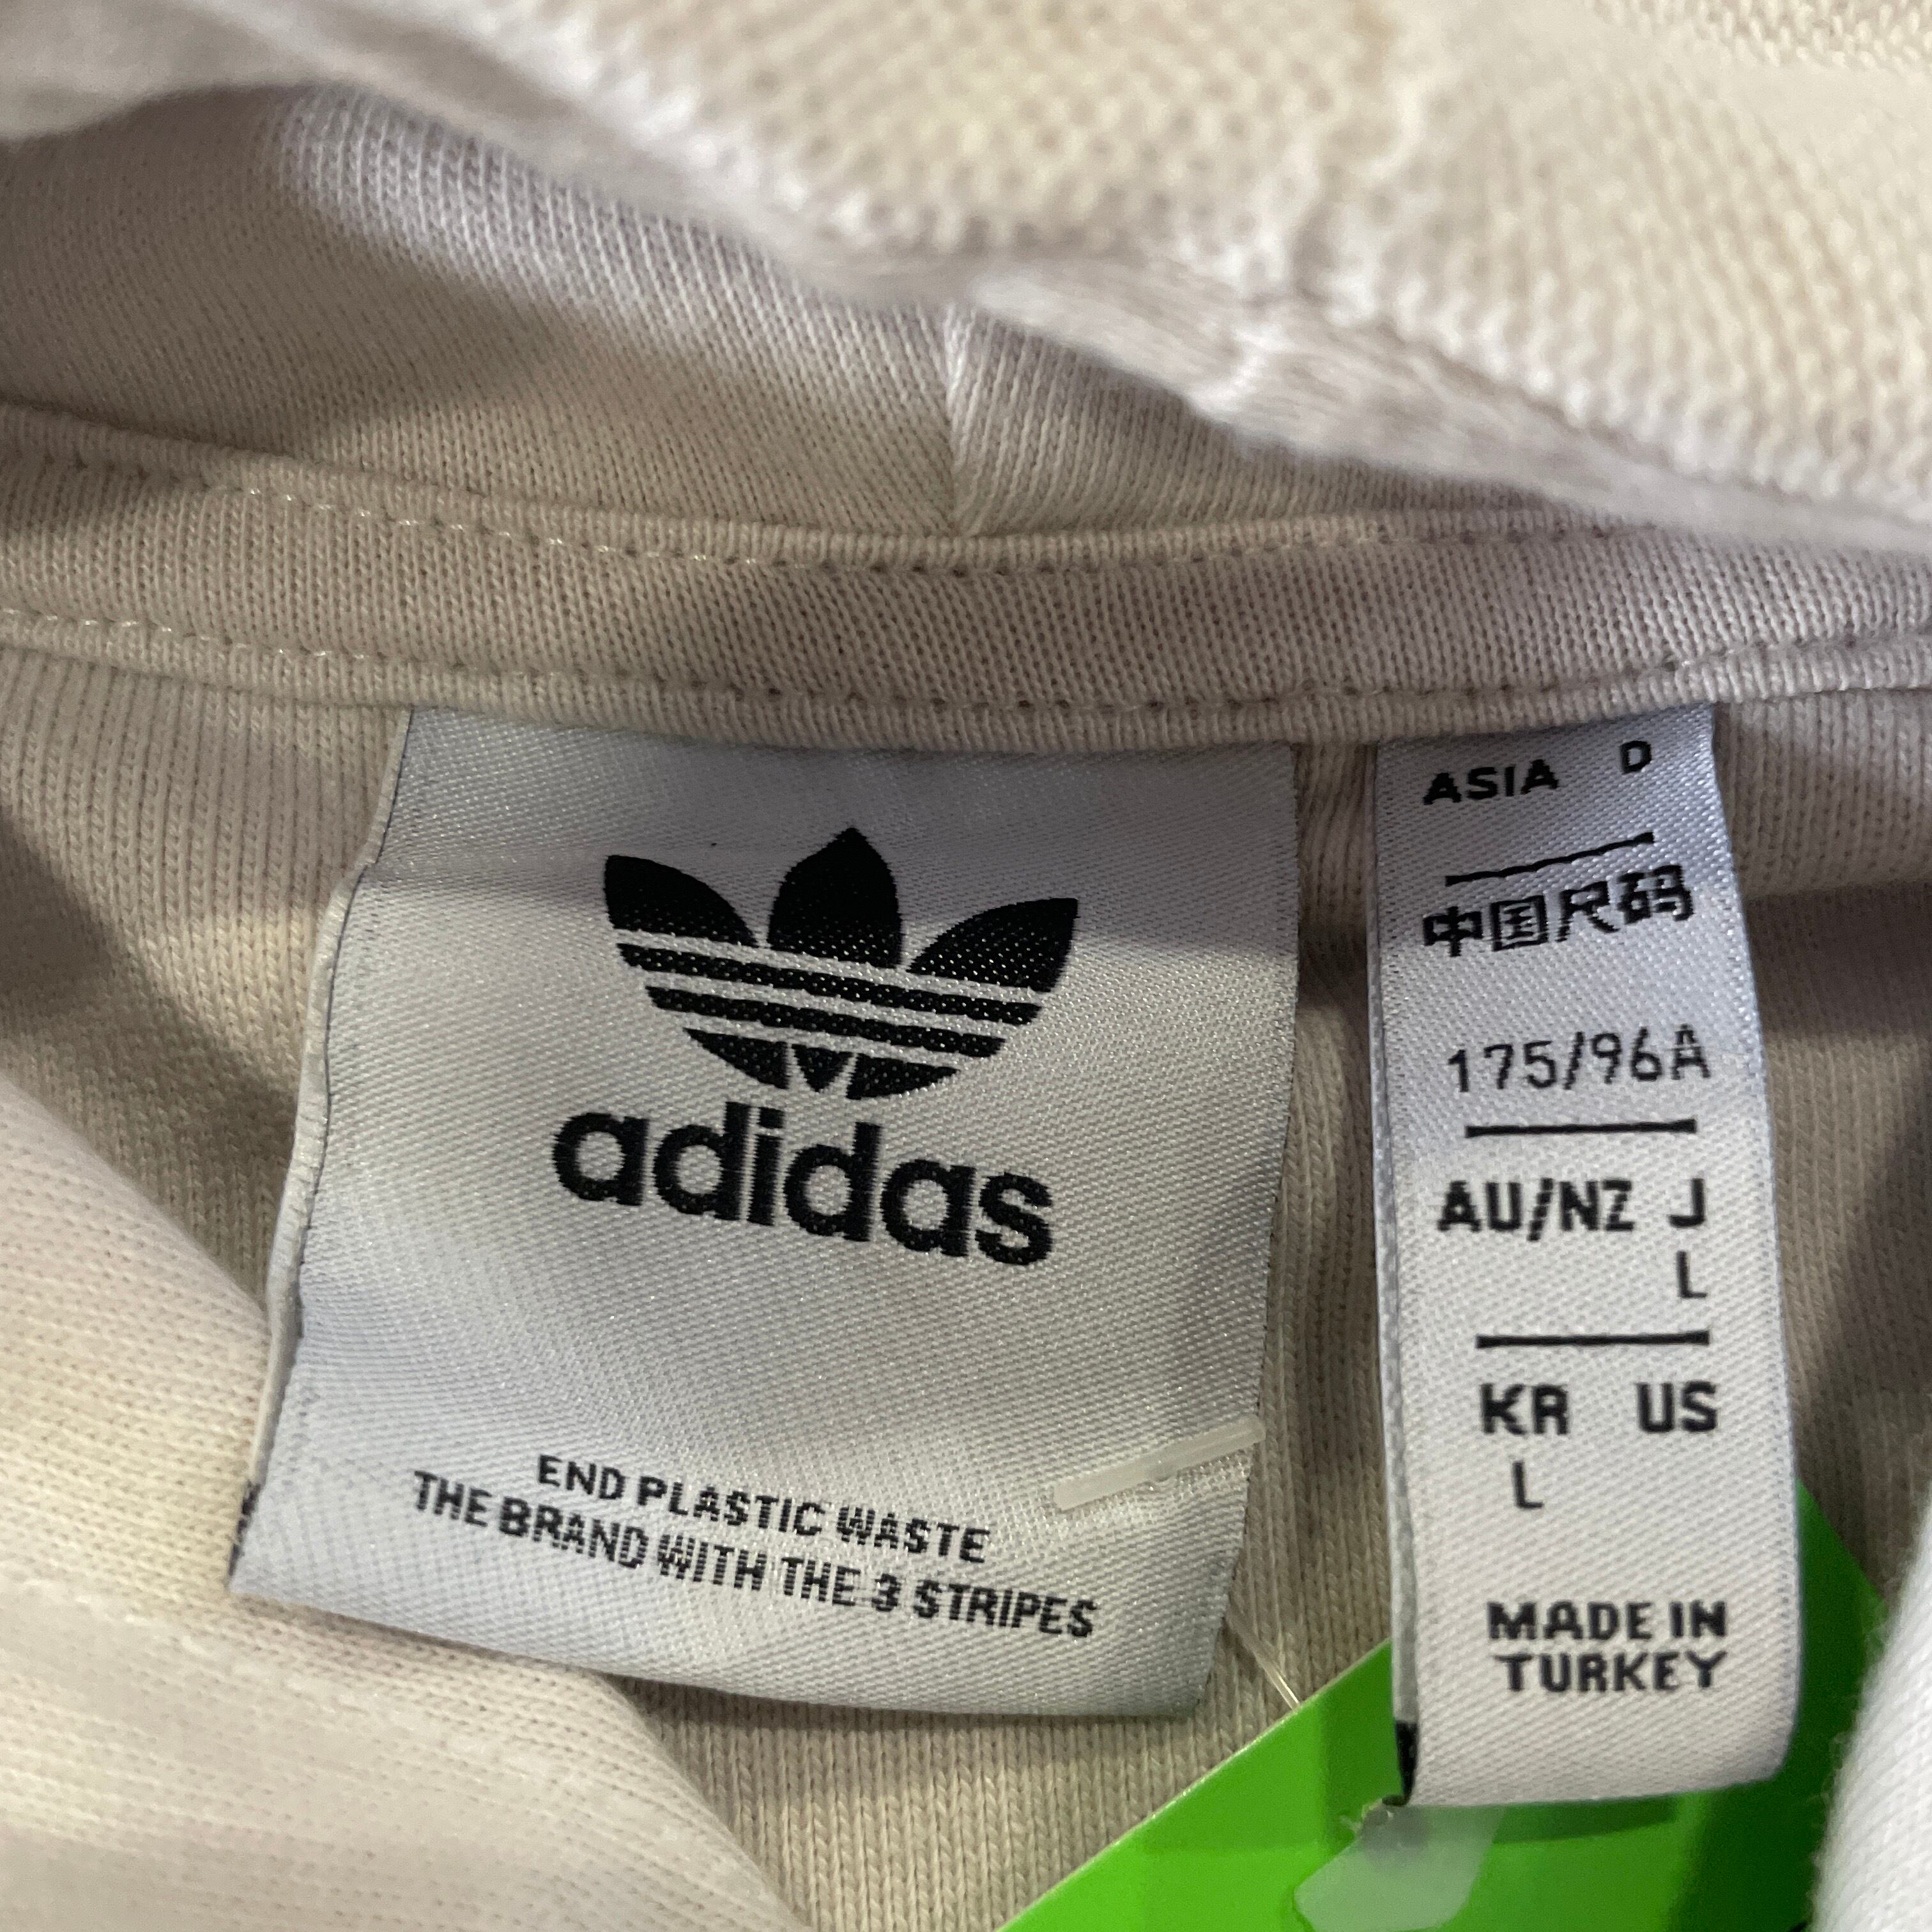 adidas
END PLASTIC WASTE
THE BRAND WITH THE 3 STRIPES
ASIA D
中国尺码
175/96A
AU/NZ J
L
KR US
L
MADE IN
TURKEY